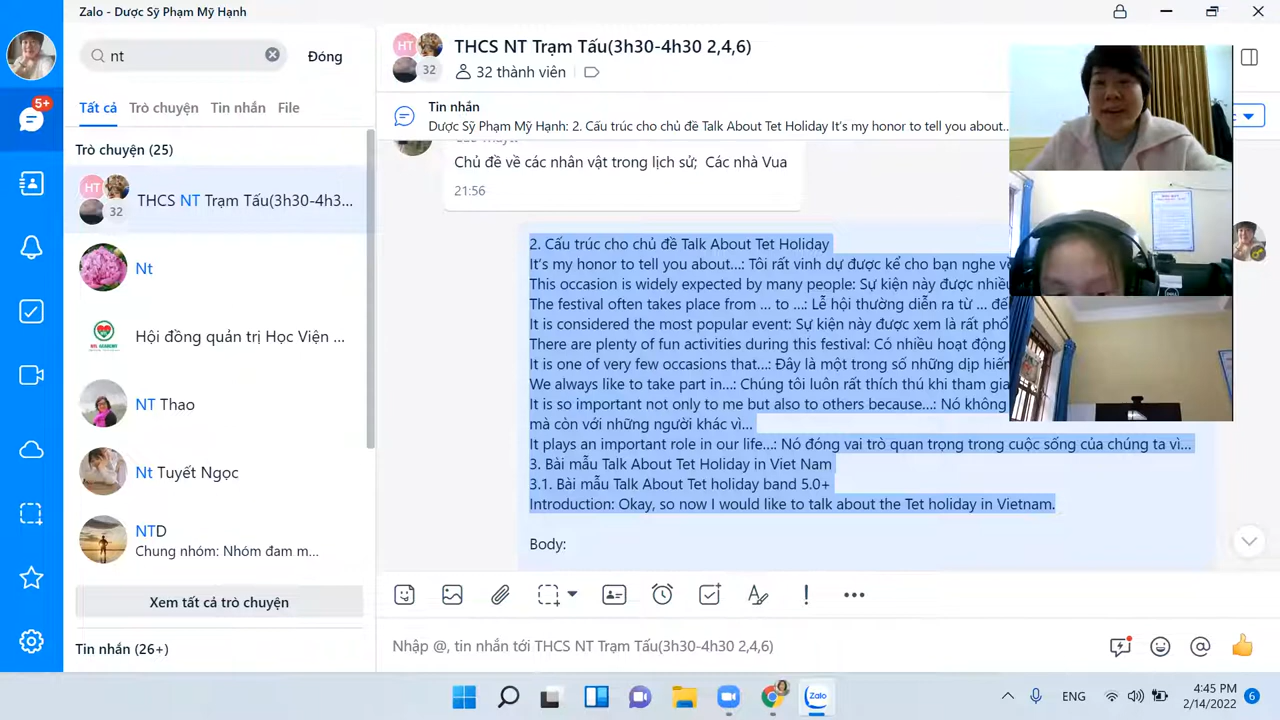 Zalo - Dược Sỹ Phạm Mỹ Hạnh
nt
Đóng
Tất cả
Trò chuyện
Tin nhắn
File
5+
Trò chuyện (25)
HT
32
THCS NT Trạm Tấu(3h30-4h3...
Nt
Hội đồng quản trị Học Viện ...
NT Thao
Nt Tuyết Ngọc
NTD
Chung nhóm: Nhóm đam m...
Xem tất cả trò chuyện
Tin nhắn (26+)
HT
32
THCS NT Trạm Tấu(3h30-4h30 2,4,6)
32 thành viên
Tin nhắn
Dược Sỹ Phạm Mỹ Hạnh: 2. Cấu trúc cho chủ đề Talk About Tet Holiday It's my honor to tell you about...
Chủ đề về các nhân vật trong lịch sử; Các nhà Vua
21:56
2. Cấu trúc cho chủ đề Talk About Tet Holiday
It's my honor to tell you about...: Tôi rất vinh dự được kể cho bạn nghe
This occasion is widely expected by many people: Sự kiện này được
The festival often takes place from ... to ...: Lễ hội thường diễn ra từ ...
It is considered the most popular event: Sự kiện này được xem là rất
There are plenty of fun activities during this festival: Có nhiều hoạt động
It is one of very few occasions that...: Đây là một trong số những dịp
We always like to take part in...: Chúng tôi luôn rất thích thú khi tham gia
It is so important not only to me but also to others because...: Nó không
mà còn với những người khác vì...
It plays an important role in our life...: Nó đóng vai trò quan trọng trong cuộc sống của chúng ta vì...
3. Bài mẫu Talk About Tet Holiday in Viet Nam
3.1. Bài mẫu Talk About Tet holiday band 5.0+
Introduction: Okay, so now I would like to talk about the Tet holiday in Vietnam.
Body:
Nhập @, tin nhắn tới THCS NT Trạm Tấu(3h30-4h30 2,4,6)
Zalo
ENG
4:45 PM
2/14/2022
6